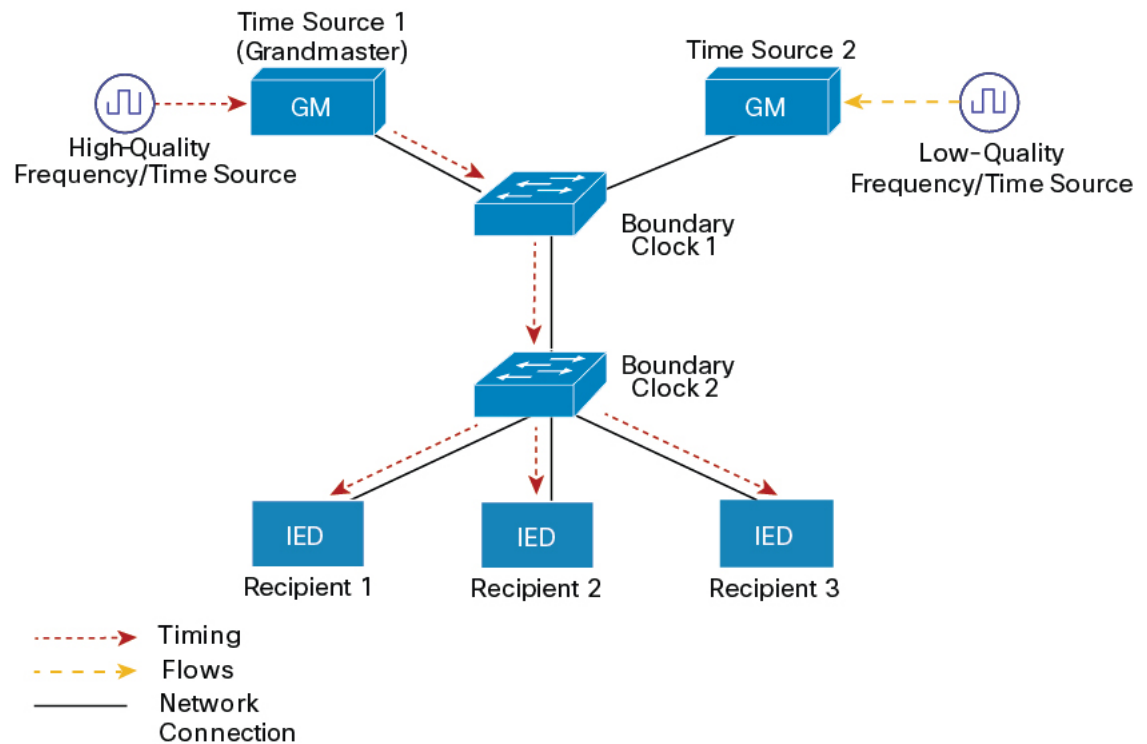 Time Source 1
(Grandmaster)
Time Source 2
GM
GM
High-Quality
Frequency/Time Source
Low-Quality
Frequency/Time Source
Boundary
Clock 1
Boundary
Clock 2
IED
IED
IED
Recipient 1
Recipient 2
Recipient 3
Timing
Flows
Network
Connection